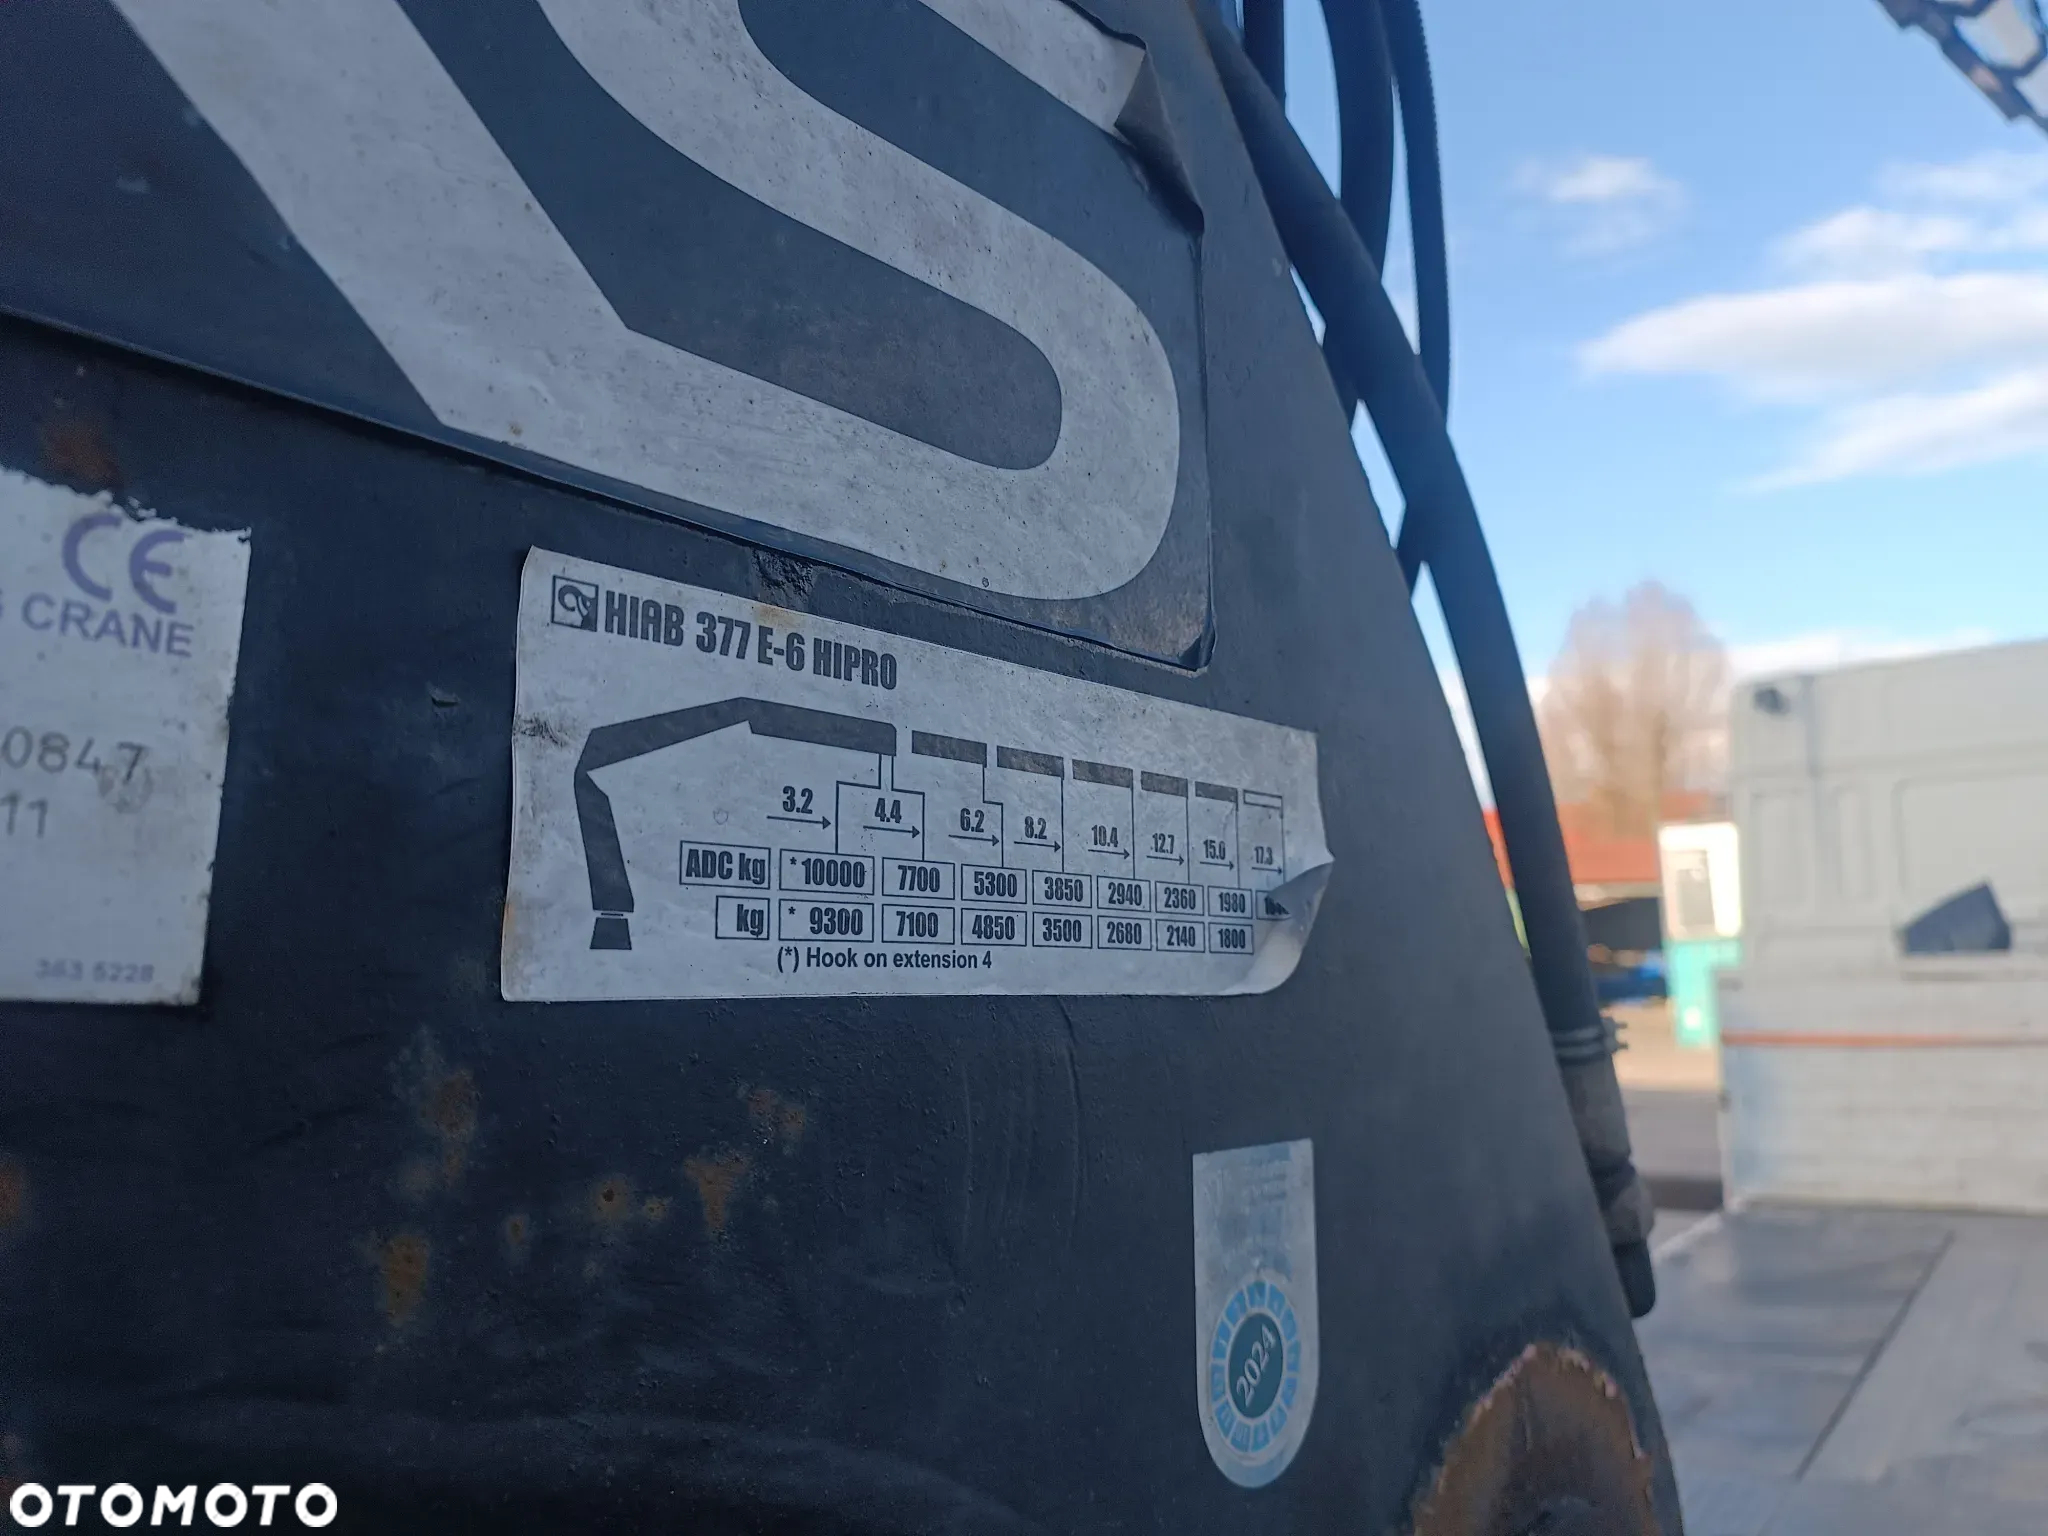 XS
CE
CRANE
0847
11
363 5228
HIAB 377 E-6 HIPRO
3.2 4.4 6.2 8.2 10.4 12.7 15.0 17.3
ADC kg *10000 7700 5300 3850 2940 2360 1980
kg * 9300 7100 4850 3500 2680 2140 1800
(*) Hook on extension 4
2024
OTOMOTO